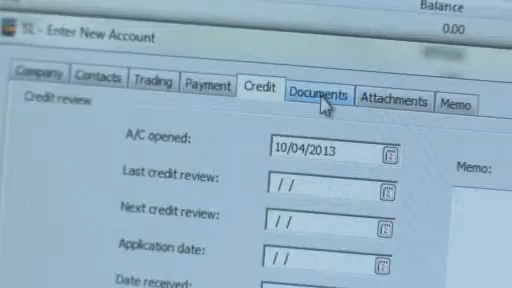 Balance
0.00
SL - Enter New Account
Company Contacts Trading Payment Credit Documents Attachments Memo
Credit review
A/C opened: 10/04/2013
Memo:
Last credit review: / /
Next credit review: / /
Application date: / /
Date received: